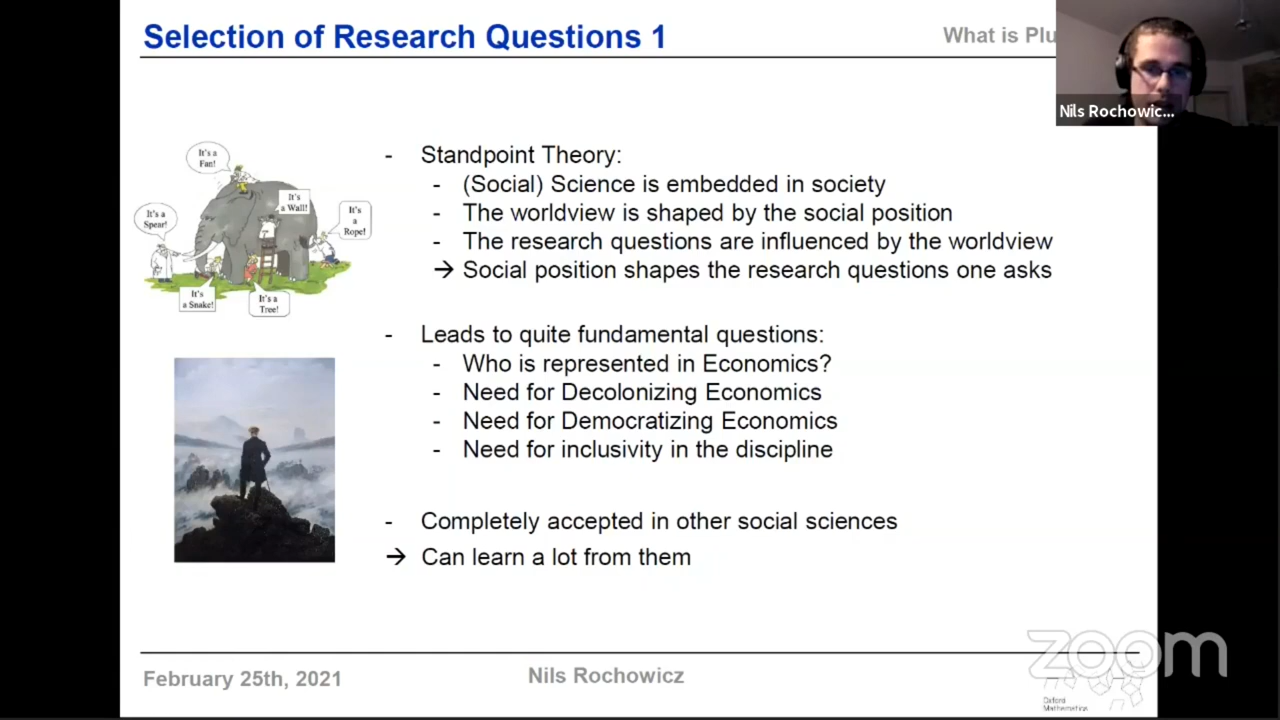 Selection of Research Questions 1
What is Plu
Nils Rochowic...
It's a
Fan!
It's
a Wall!
It's a
Spear!
It's
a
Rope!
It's
a Snake!
It's a
Tree!
- Standpoint Theory:
- (Social) Science is embedded in society
- The worldview is shaped by the social position
- The research questions are influenced by the worldview
→ Social position shapes the research questions one asks
- Leads to quite fundamental questions:
- Who is represented in Economics?
- Need for Decolonizing Economics
- Need for Democratizing Economics
- Need for inclusivity in the discipline
- Completely accepted in other social sciences
→ Can learn a lot from them
February 25th, 2021
Nils Rochowicz
zoom
Oxford
Mathematics